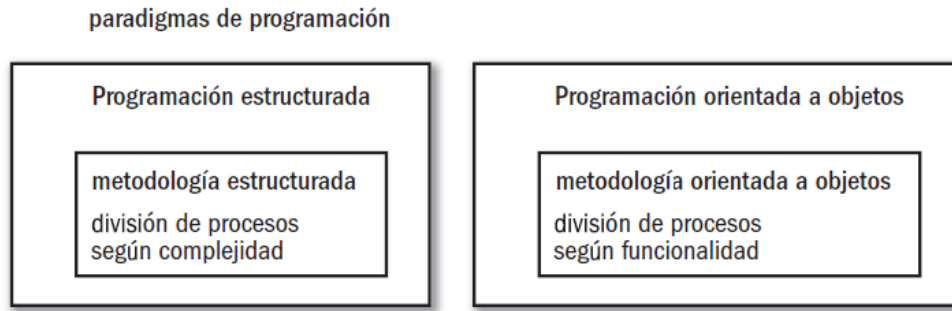 paradigmas de programación
Programación estructurada
metodología estructurada
división de procesos
según complejidad
Programación orientada a objetos
metodología orientada a objetos
división de procesos
según funcionalidad